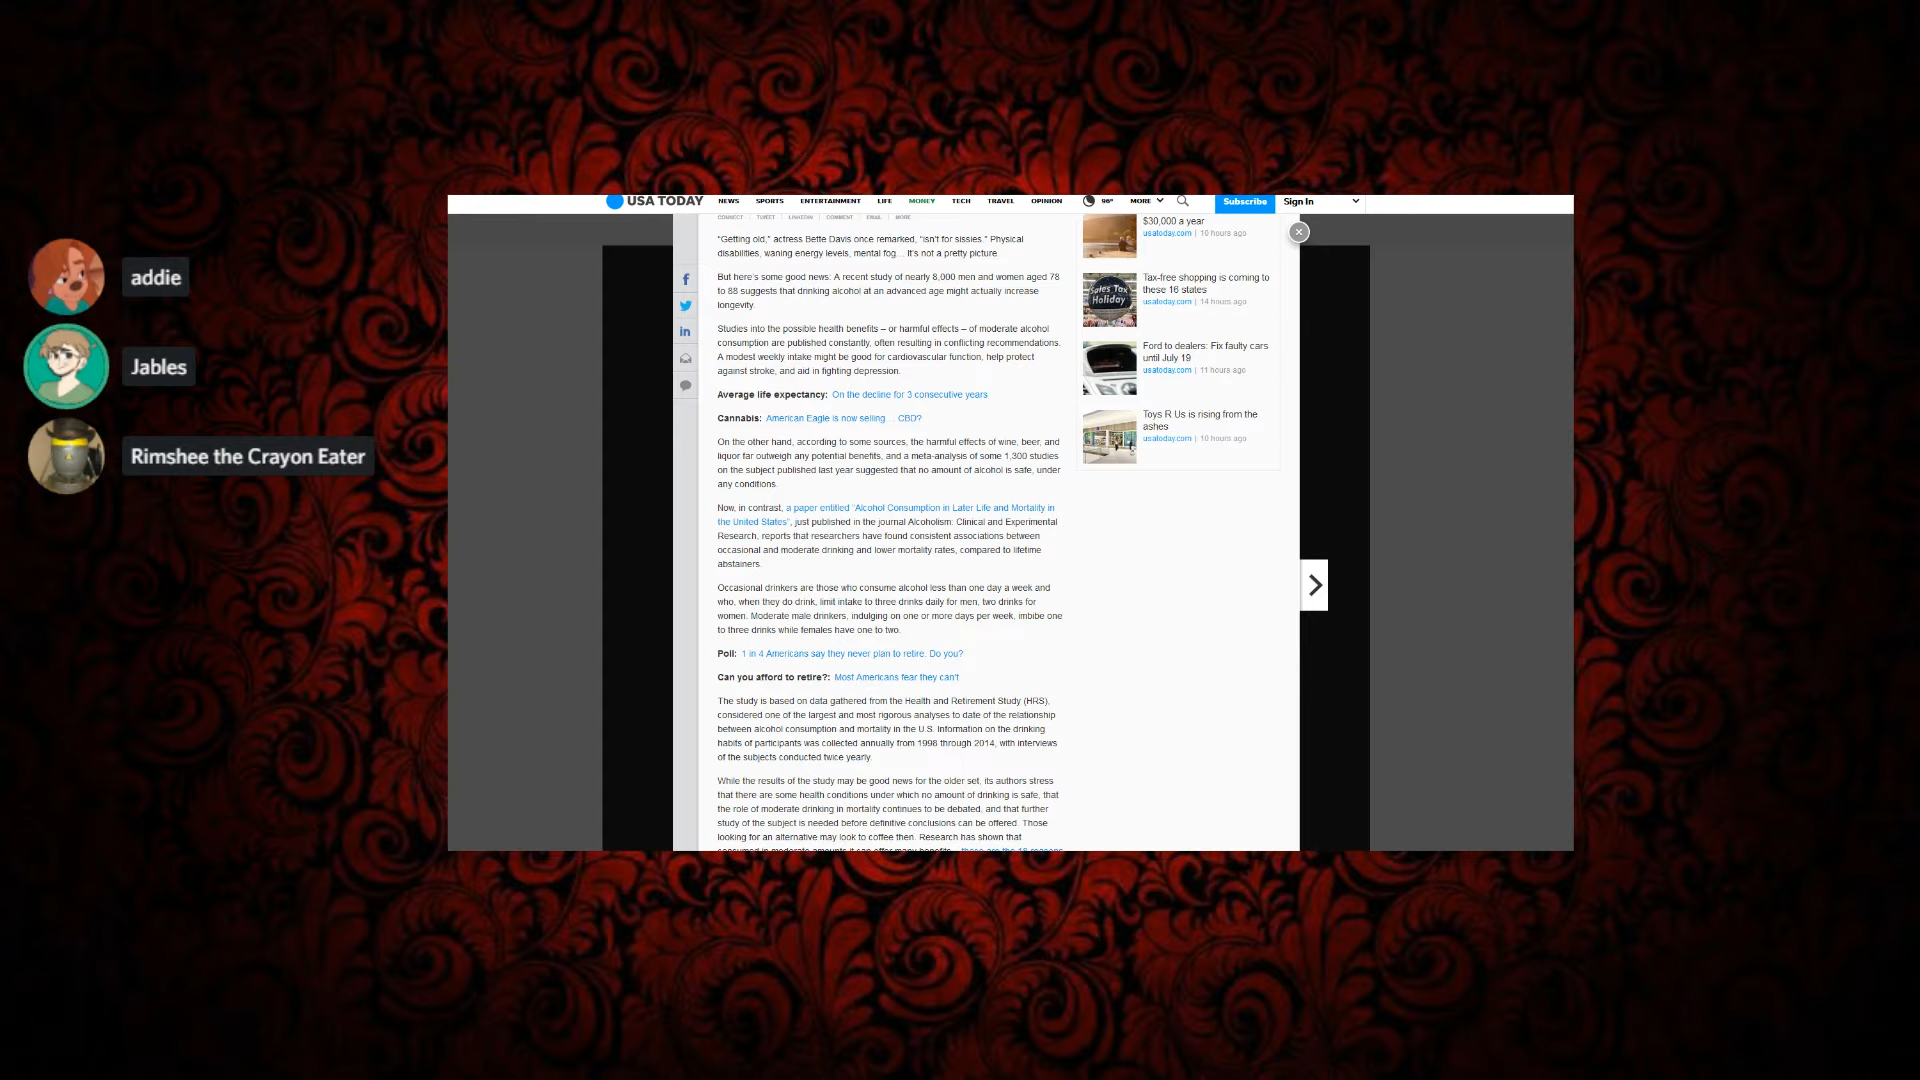 USA TODAY NEWS SPORTS ENTERTAINMENT LIFE MONEY TECH TRAVEL OPINION 96° MORE Subscribe Sign In
CONNECT TWEET LINKEDIN COMMENT EMAIL MORE
"Getting old," actress Bette Davis once remarked, "isn't for sissies." Physical
disabilities, waning energy levels, mental fog... It's not a pretty picture.
But here's some good news: A recent study of nearly 8,000 men and women aged 78
to 88 suggests that drinking alcohol at an advanced age might actually increase
longevity.
Studies into the possible health benefits – or harmful effects – of moderate alcohol
consumption are published constantly, often resulting in conflicting recommendations.
A modest weekly intake might be good for cardiovascular function, help protect
against stroke, and aid in fighting depression.
Average life expectancy: On the decline for 3 consecutive years
Cannabis: American Eagle is now selling ... CBD?
On the other hand, according to some sources, the harmful effects of wine, beer, and
liquor far outweigh any potential benefits, and a meta-analysis of some 1,300 studies
on the subject published last year suggested that no amount of alcohol is safe, under
any conditions.
Now, in contrast, a paper entitled "Alcohol Consumption in Later Life and Mortality in
the United States", just published in the journal Alcoholism: Clinical and Experimental
Research, reports that researchers have found consistent associations between
occasional and moderate drinking and lower mortality rates, compared to lifetime
abstainers.
Occasional drinkers are those who consume alcohol less than one day a week and
who, when they do drink, limit intake to three drinks daily for men, two drinks for
women. Moderate male drinkers, indulging on one or more days per week, imbibe one
to three drinks while females have one to two.
Poll: 1 in 4 Americans say they never plan to retire. Do you?
Can you afford to retire?: Most Americans fear they can't
The study is based on data gathered from the Health and Retirement Study (HRS),
considered one of the largest and most rigorous analyses to date of the relationship
between alcohol consumption and mortality in the U.S. Information on the drinking
habits of participants was collected annually from 1998 through 2014, with interviews
of the subjects conducted twice yearly.
While the results of the study may be good news for the older set, its authors stress
that there are some health conditions under which no amount of drinking is safe, that
the role of moderate drinking in mortality continues to be debated, and that further
study of the subject is needed before definitive conclusions can be offered. Those
looking for an alternative may look to coffee then. Research has shown that
consumed in moderate amounts it can offer many benefits – these are the 18 reasons
$30,000 a year
usatoday.com | 10 hours ago
Sales Tax
Holiday
Tax-free shopping is coming to
these 16 states
usatoday.com | 14 hours ago
Ford to dealers: Fix faulty cars
until July 19
usatoday.com | 11 hours ago
Toys R Us is rising from the
ashes
usatoday.com | 10 hours ago
addie
Jables
Rimshee the Crayon Eater